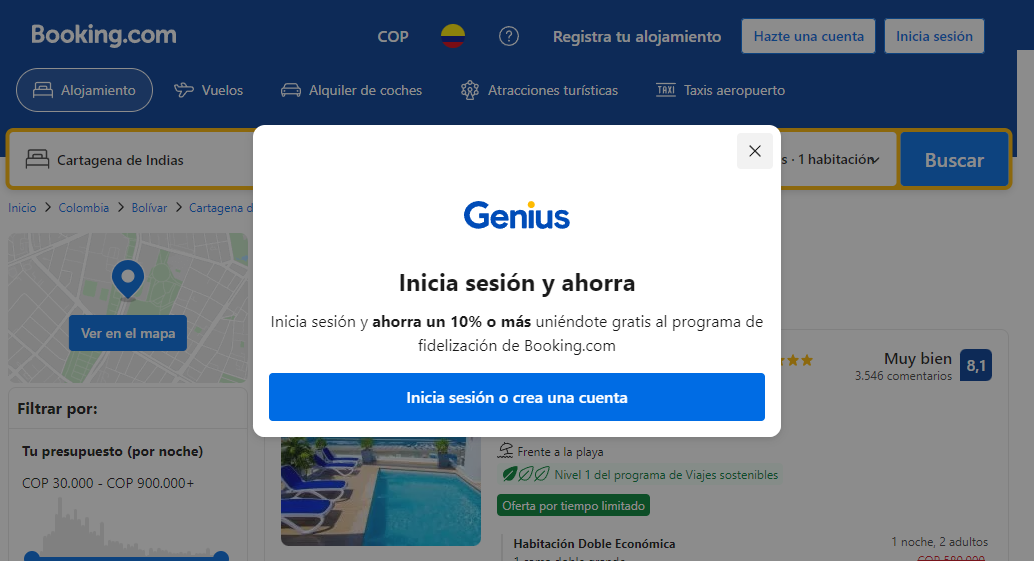 Booking.com
COP
Registra tu alojamiento
Hazte una cuenta
Inicia sesión
Alojamiento
Vuelos
Alquiler de coches
Atracciones turísticas
TAXI
Taxis aeropuerto
Cartagena de Indias
s · 1 habitación
Buscar
Inicio
Colombia
Bolívar
Cartagena d
Genius
Inicia sesión y ahorra
Inicia sesión y ahorra un 10% o más uniéndote gratis al programa de
fidelización de Booking.com
Inicia sesión o crea una cuenta
Ver en el mapa
Filtrar por:
Tu presupuesto (por noche)
COP 30.000 - COP 900.000+
Muy bien
3.546 comentarios
8,1
Frente a la playa
Nivel 1 del programa de Viajes sostenibles
Oferta por tiempo limitado
Habitación Doble Económica
1 noche, 2 adultos